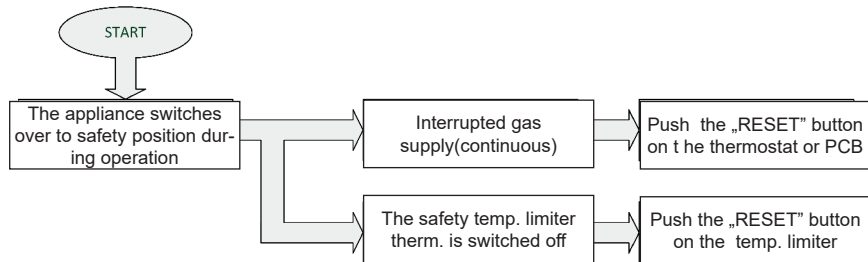 START
The appliance switches
over to safety position dur-
ing operation
Interrupted gas
supply(continuous)
Push the „RESET” button
on t he thermostat or PCB
The safety temp. limiter
therm. is switched off
Push the „RESET” button
on the temp. limiter